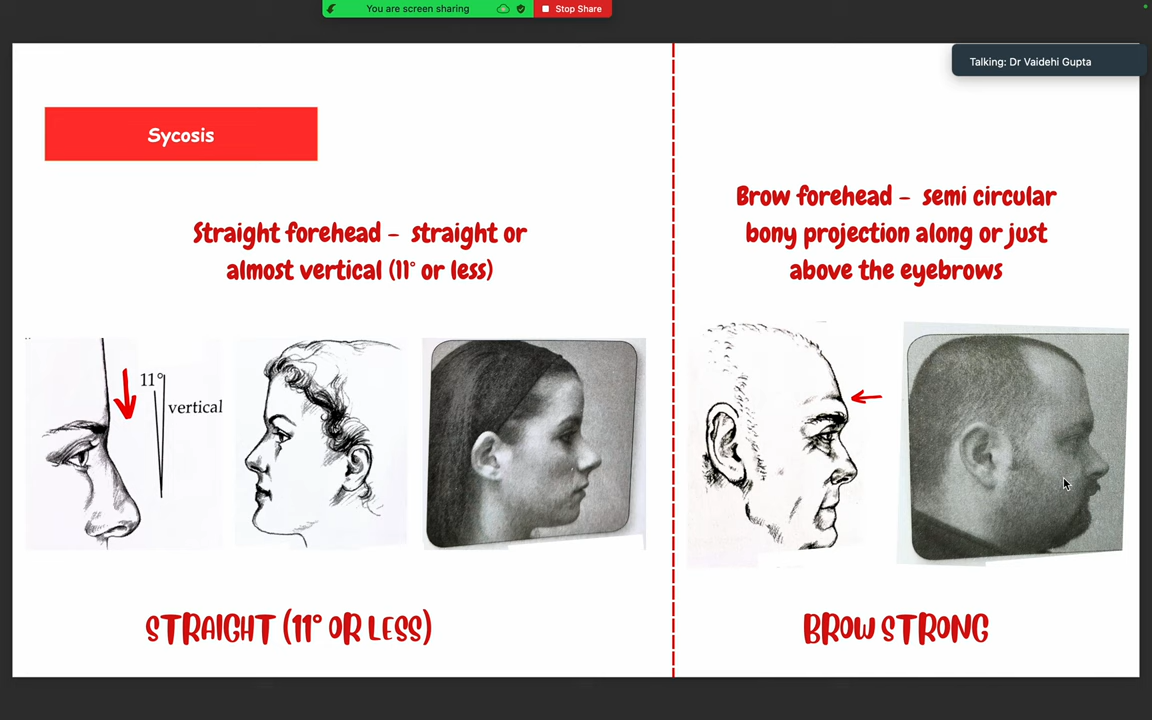 You are screen sharing
Stop Share
Talking: Dr Vaidehi Gupta
Sycosis
Straight forehead - straight or
almost vertical (11° or less)
11°
vertical
STRAIGHT (11° OR LESS)
Brow forehead - semi circular
bony projection along or just
above the eyebrows
BROW STRONG